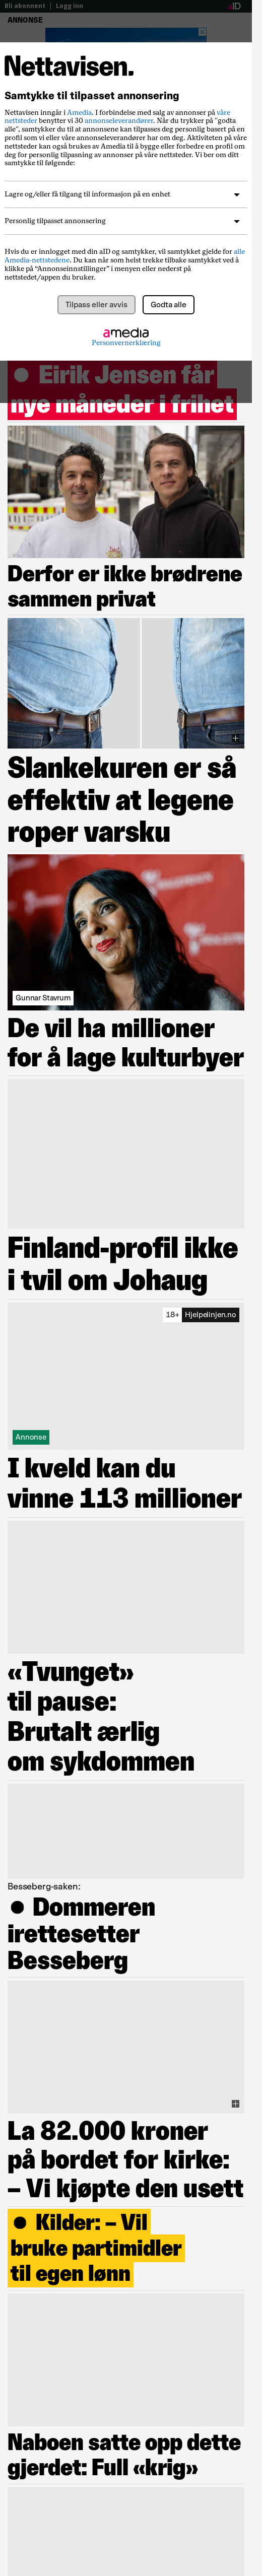 Bli abonnent | Logg inn
aID
ANNONSE
Nettavisen.
Samtykke til tilpasset annonsering
Nettavisen inngår i Amedia. I forbindelse med salg av annonser på våre
nettsteder benytter vi 30 annonseleverandører. Når du trykker på "godta
alle", samtykker du til at annonsene kan tilpasses deg personlig basert på en
profil som vi eller våre annonseleverandører har om deg. Aktiviteten på våre
nettsteder kan også brukes av Amedia til å bygge eller forbedre en profil om
deg for personlig tilpasning av annonser på våre nettsteder. Vi ber om ditt
samtykke til følgende:
Lagre og/eller få tilgang til informasjon på en enhet
Personlig tilpasset annonsering
Hvis du er innlogget med din aID og samtykker, vil samtykket gjelde for alle
Amedia-nettstedene. Du kan når som helst trekke tilbake samtykket ved å
klikke på “Annonseinnstillinger” i menyen eller nederst på
nettstedet/appen du bruker.
Tilpass eller avvis
Godta alle
amedia
Personvernerklæring
● Eirik Jensen får
nye måneder i frihet
Derfor er ikke brødrene
sammen privat
Slankekuren er så
effektiv at legene
roper varsku
Gunnar Stavrum
De vil ha millioner
for å lage kulturbyer
Finland-profil ikke
i tvil om Johaug
18+ Hjelpelinjen.no
Annonse
I kveld kan du
vinne 113 millioner
«Tvunget»
til pause:
Brutalt ærlig
om sykdommen
Besseberg-saken:
● Dommeren
irettesetter
Besseberg
La 82.000 kroner
på bordet for kirke:
– Vi kjøpte den usett
● Kilder: – Vil
bruke partimidler
til egen lønn
Naboen satte opp dette
gjerdet: Full «krig»